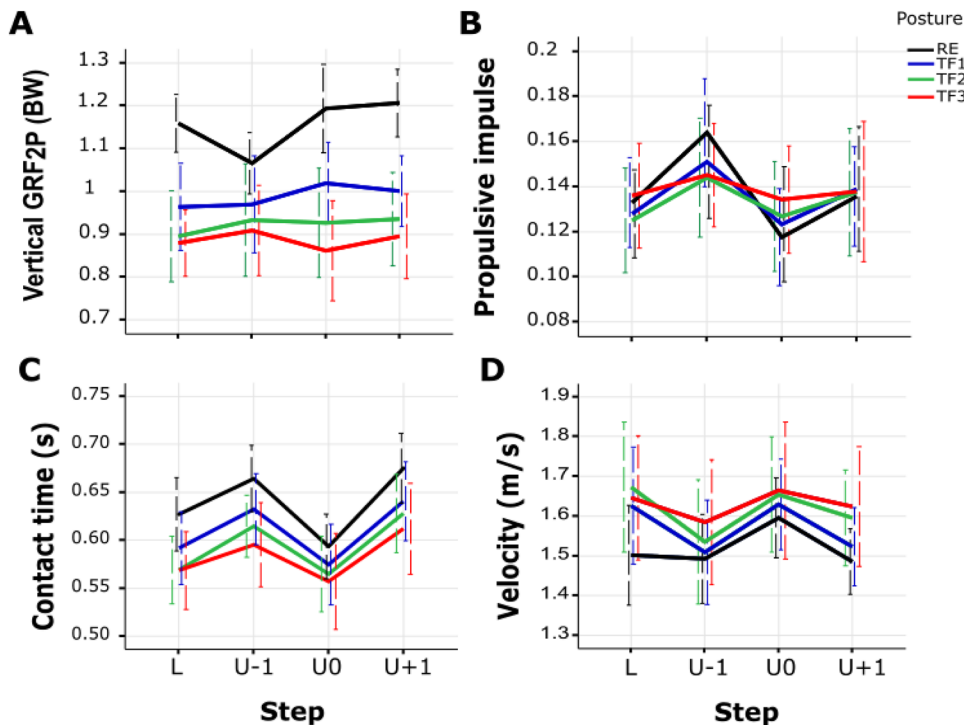 A
Vertical GRF2P (BW)
1.3
1.2
1.1
1
0.9
0.8
0.7
B
Propulsive impulse
0.2
0.18
0.16
0.14
0.12
0.10
0.08
Posture
RE
TF1
TF2
TF3
C
Contact time (s)
0.75
0.70
0.65
0.60
0.55
0.50
L U-1 U0 U+1
Step
D
Velocity (m/s)
1.9
1.8
1.7
1.6
1.5
1.4
1.3
L U-1 U0 U+1
Step